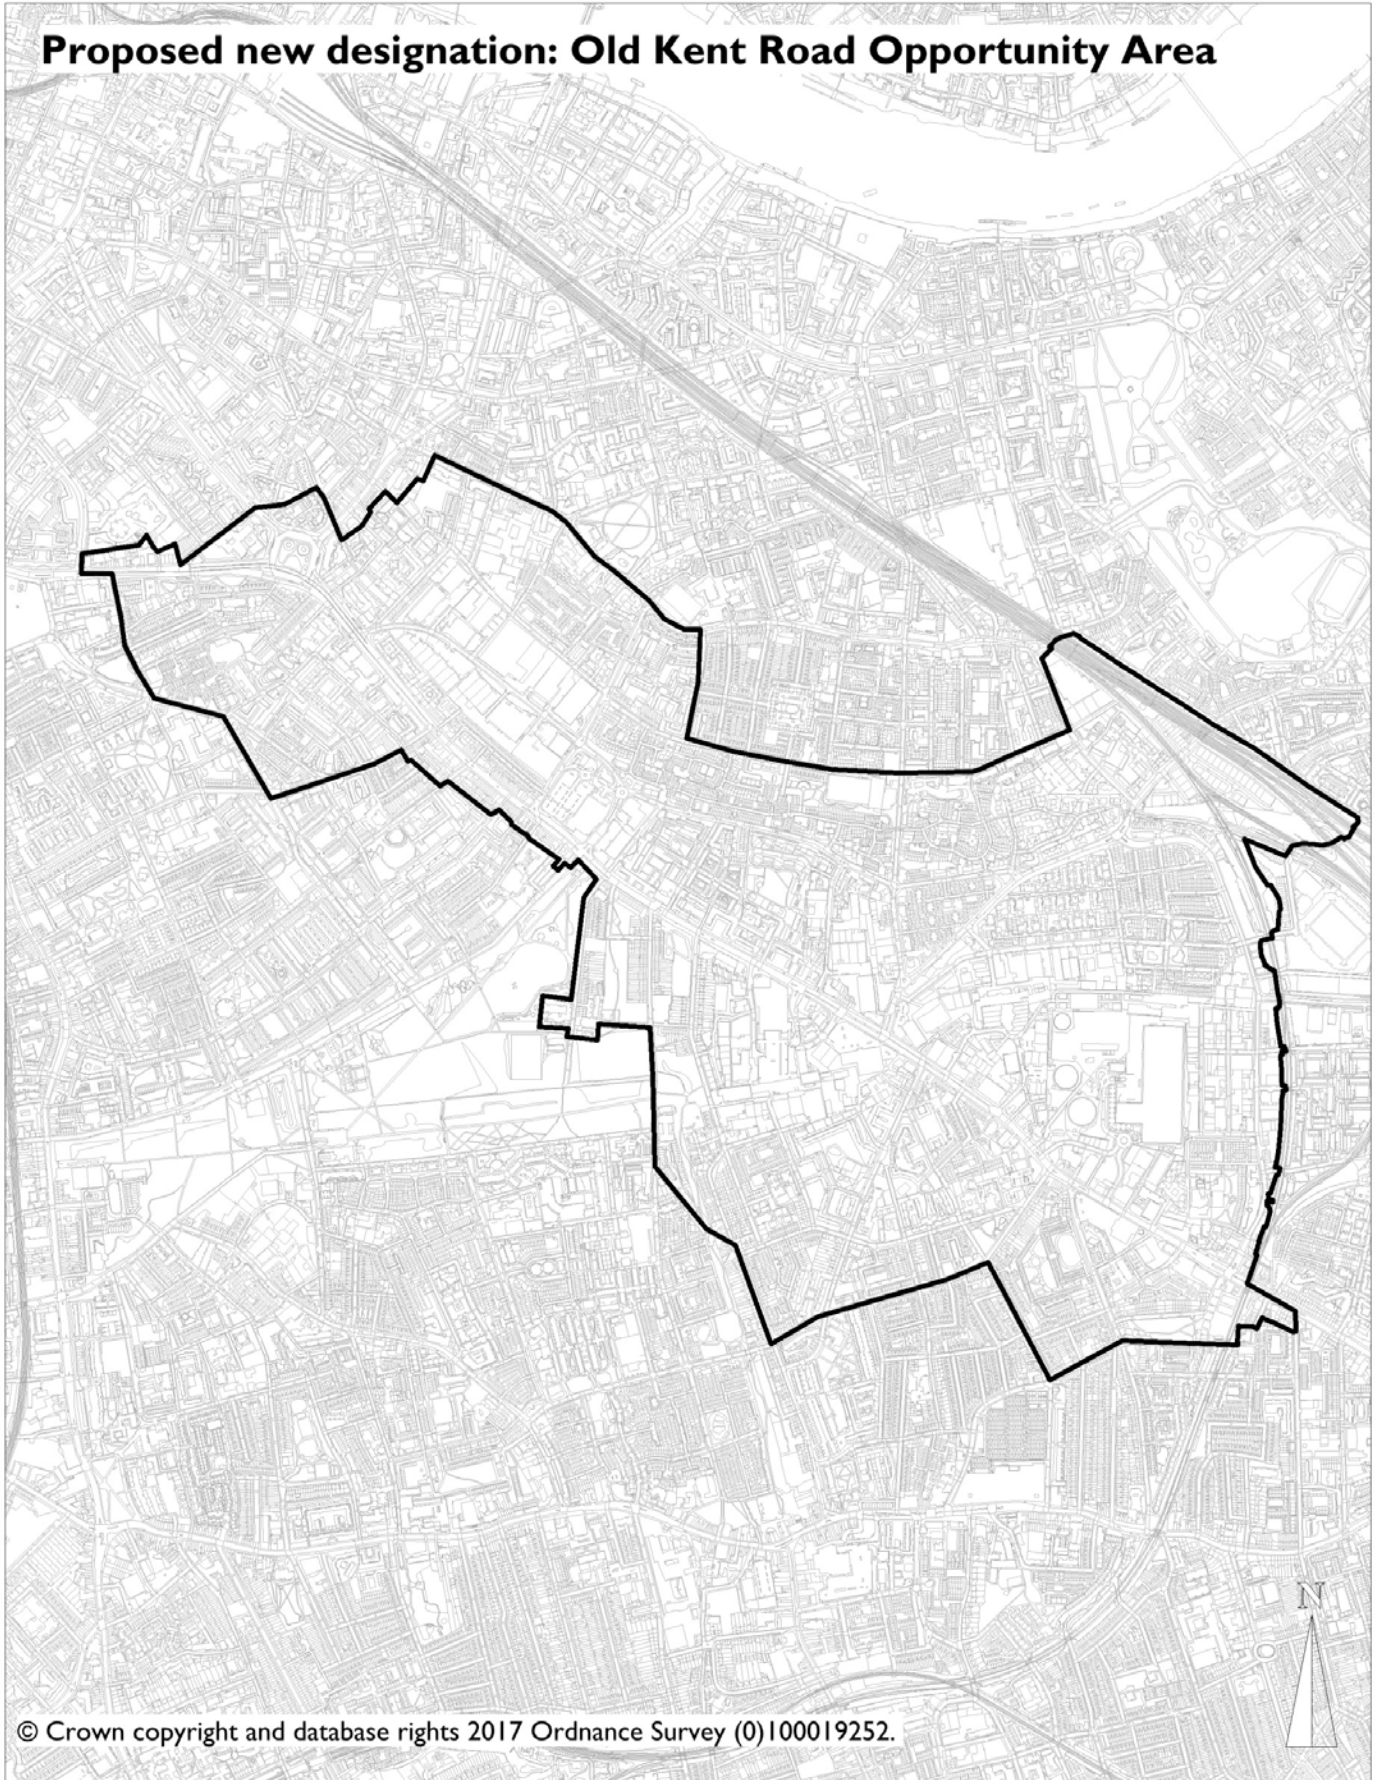 Proposed new designation: Old Kent Road Opportunity Area
N
© Crown copyright and database rights 2017 Ordnance Survey (0)100019252.